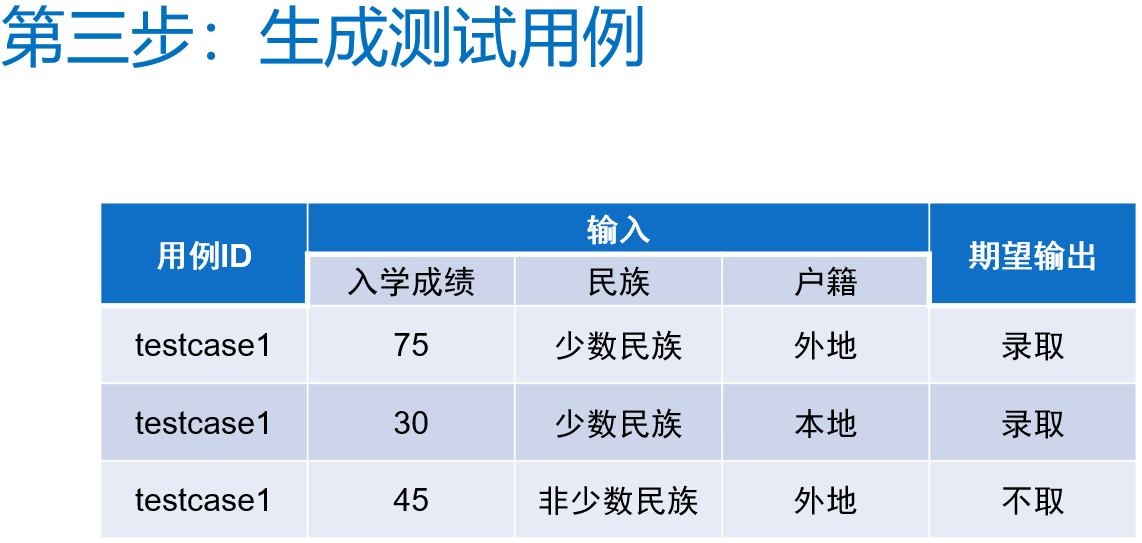 第三步：生成测试用例
用例ID 输入 期望输出
入学成绩 民族 户籍
testcase1 75 少数民族 外地 录取
testcase1 30 少数民族 本地 录取
testcase1 45 非少数民族 外地 不取